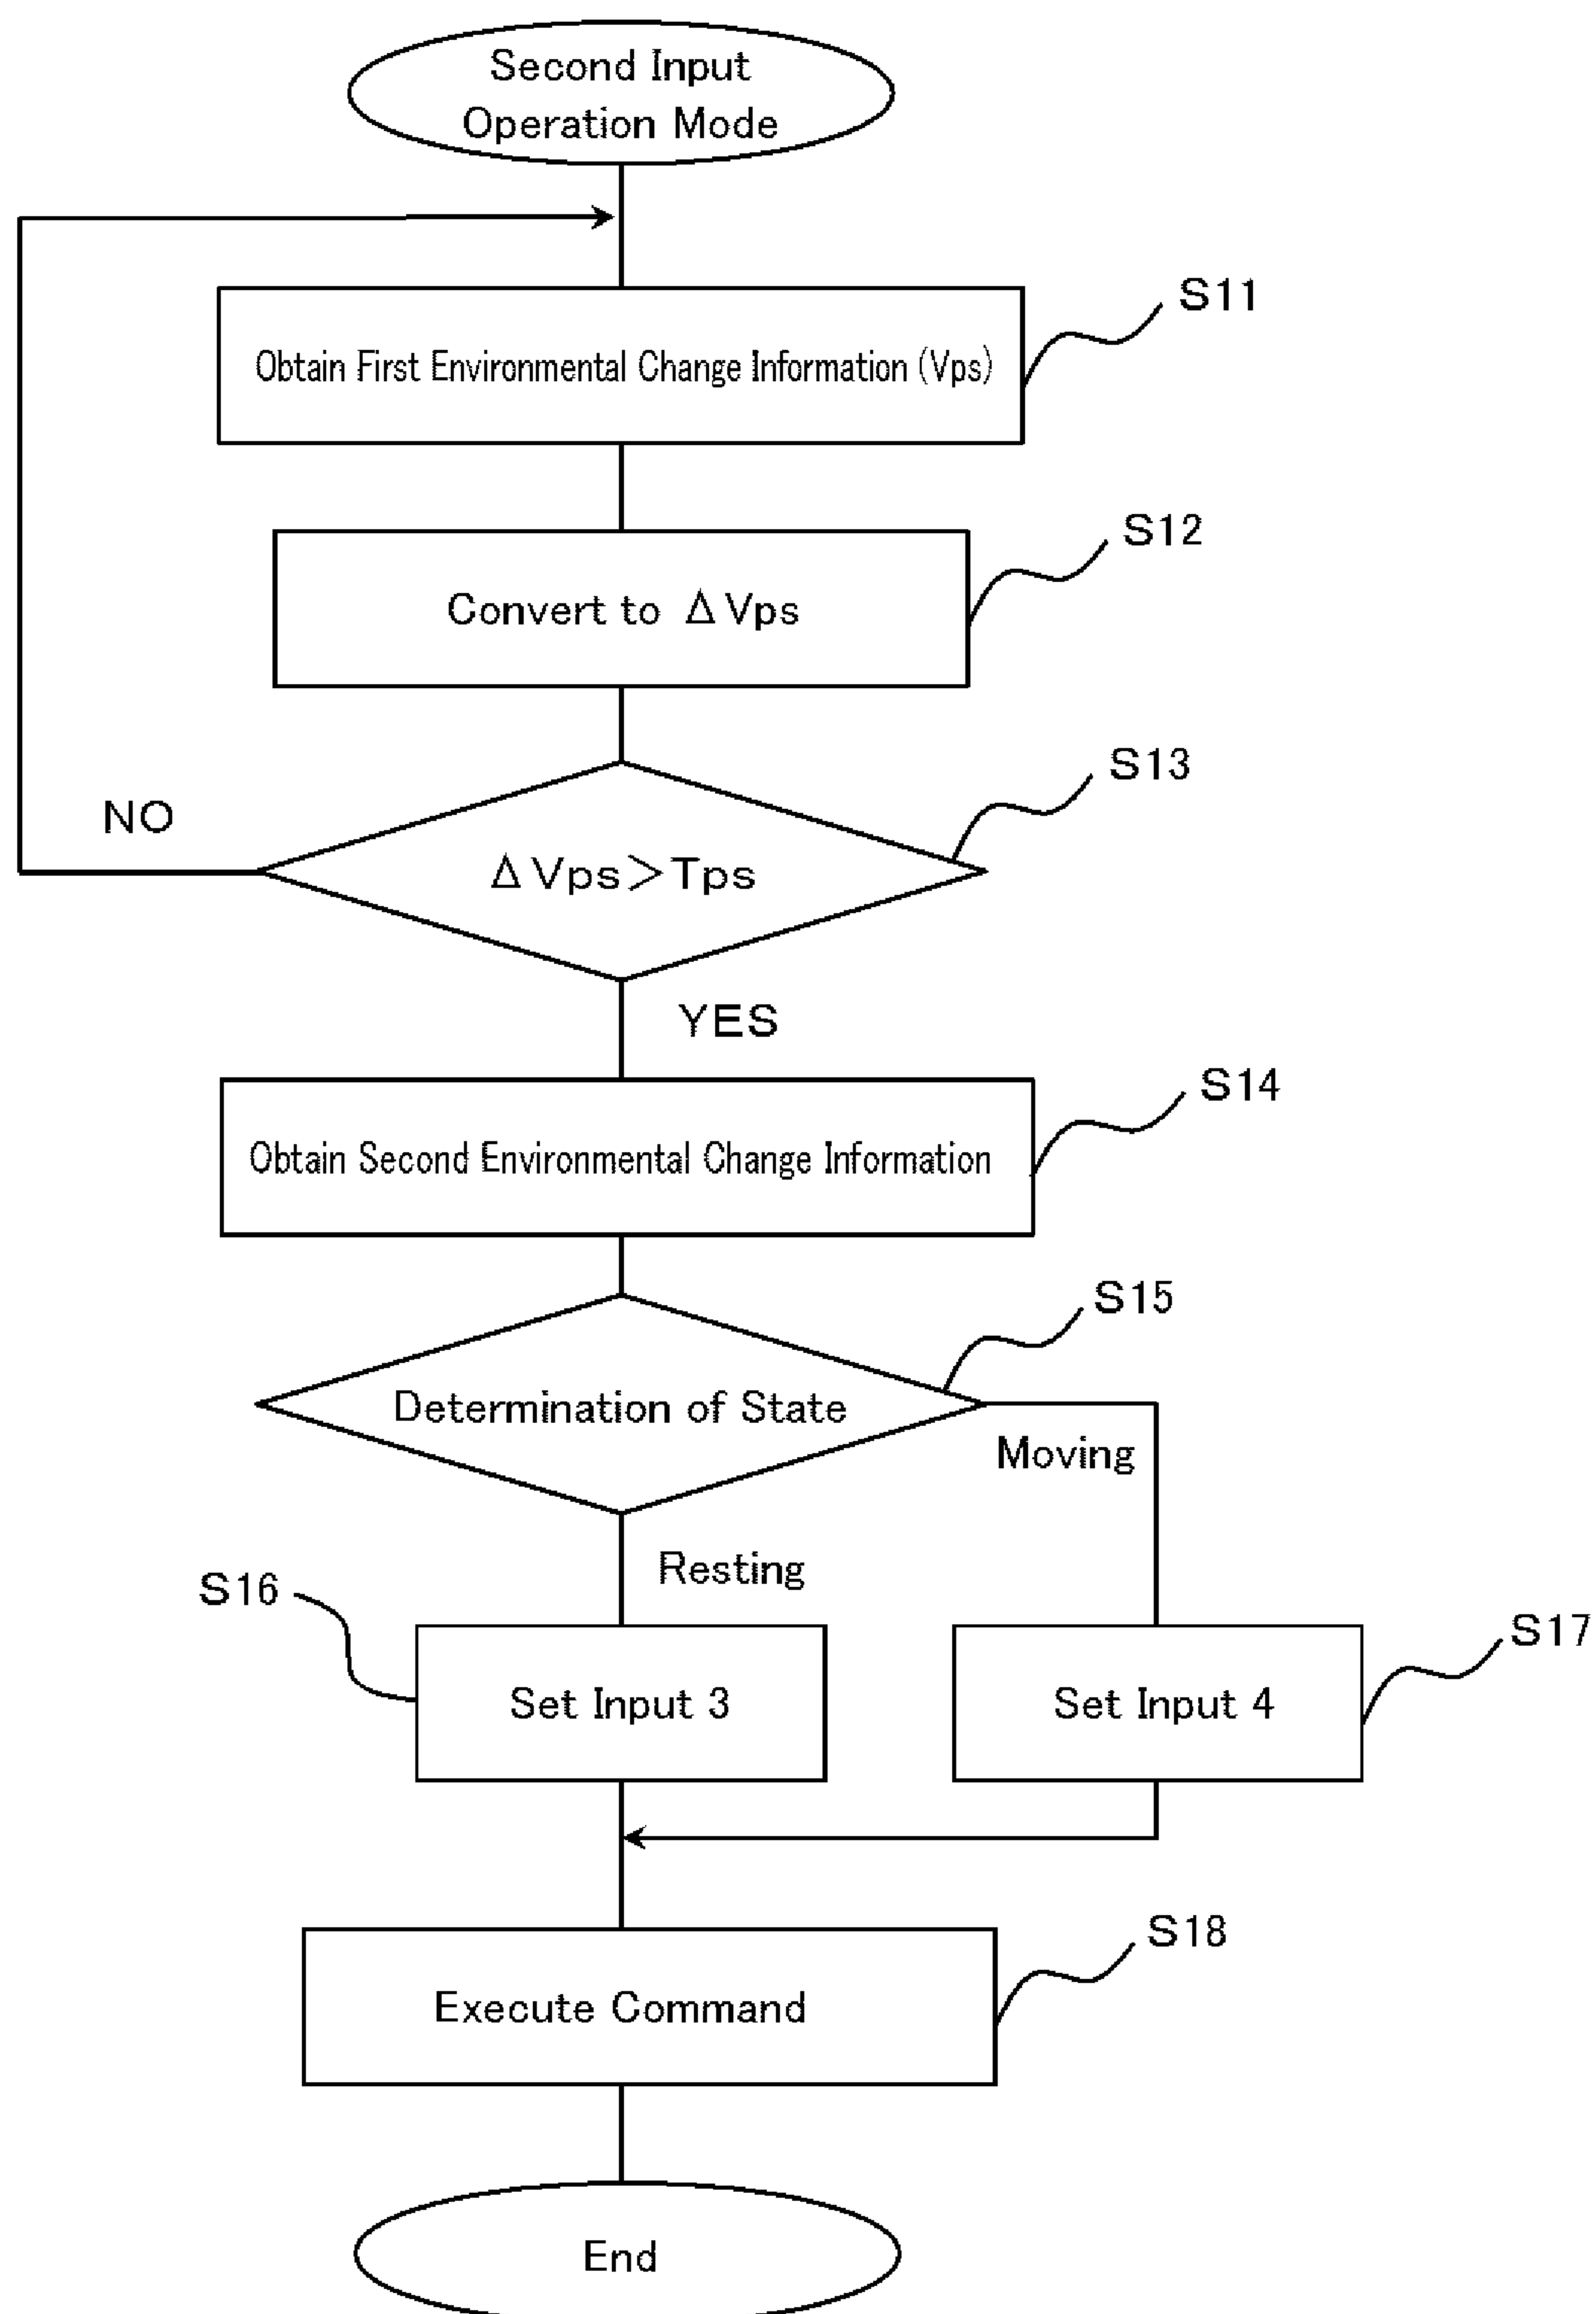 Second Input
Operation Mode
S11
Obtain First Environmental Change Information (Vps)
S12
Convert to ΔVps
S13
NO
ΔVps＞Tps
YES
S14
Obtain Second Environmental Change Information
S15
Determination of State
Moving
Resting
S16
S17
Set Input 3
Set Input 4
S18
Execute Command
End